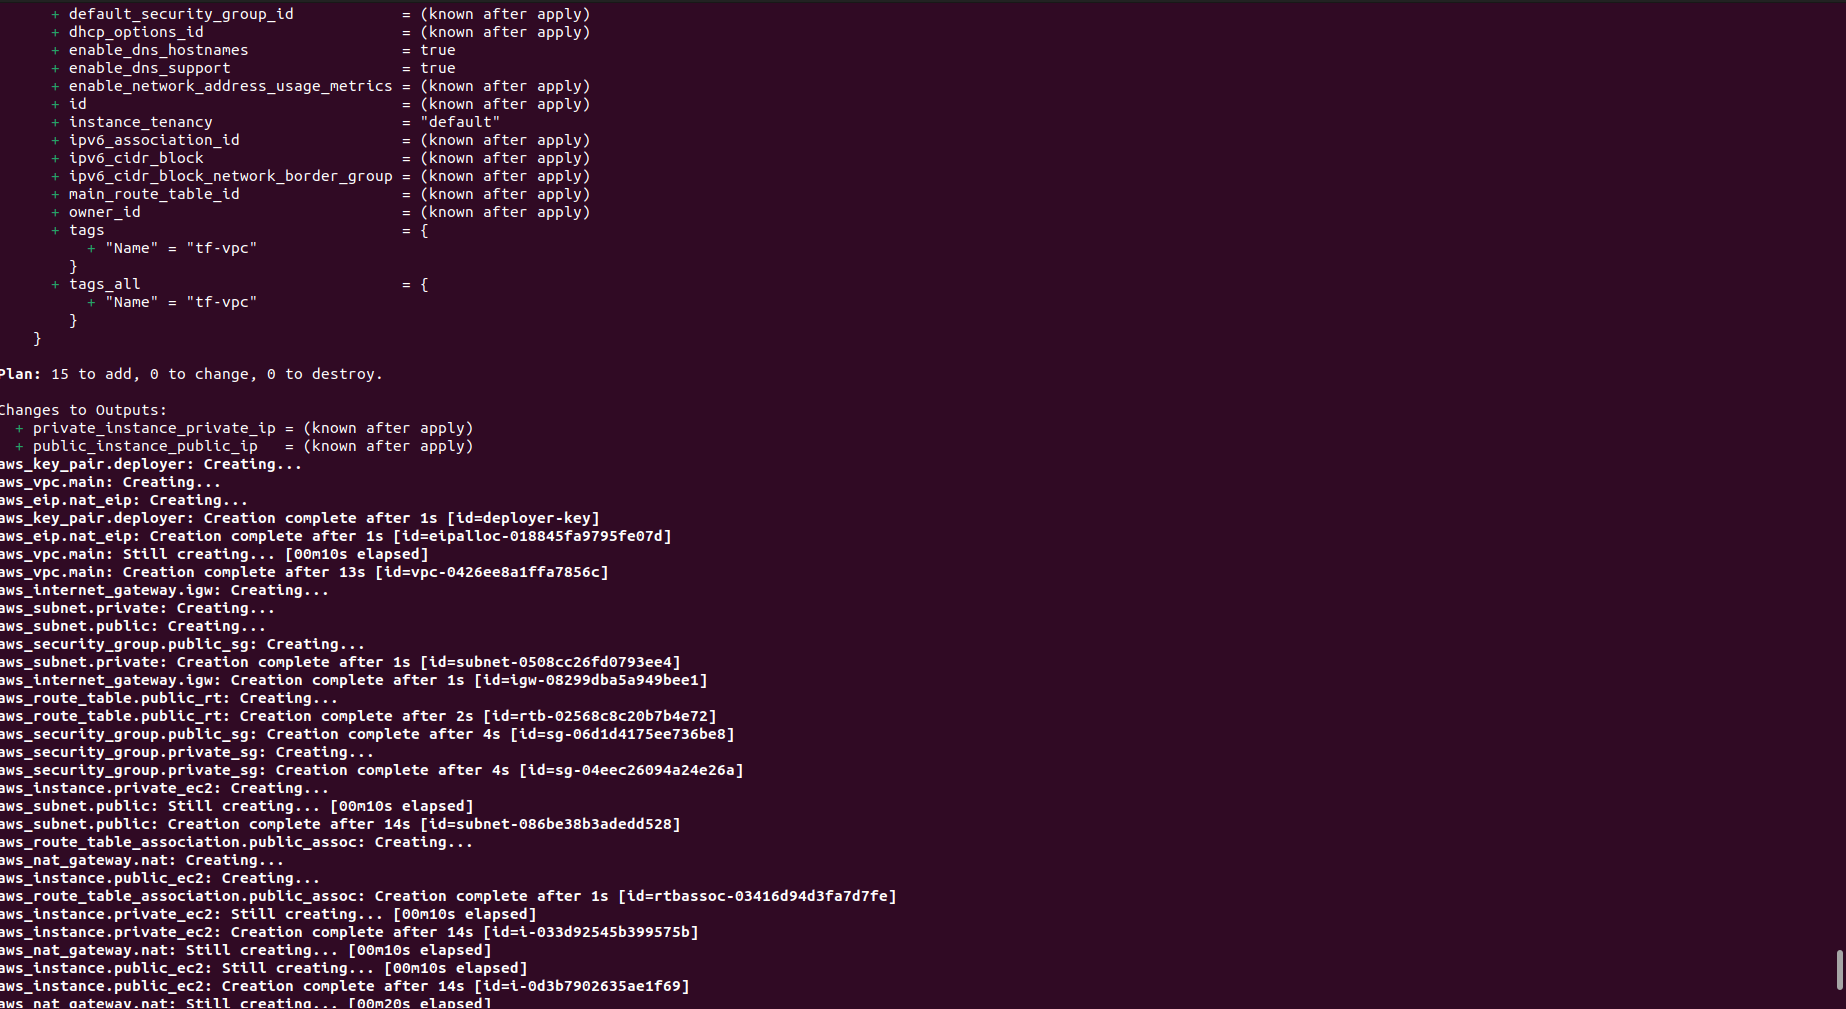 + default_security_group_id            = (known after apply)
+ dhcp_options_id                      = (known after apply)
+ enable_dns_hostnames                 = true
+ enable_dns_support                   = true
+ enable_network_address_usage_metrics = (known after apply)
+ id                                   = (known after apply)
+ instance_tenancy                     = "default"
+ ipv6_association_id                  = (known after apply)
+ ipv6_cidr_block                      = (known after apply)
+ ipv6_cidr_block_network_border_group = (known after apply)
+ main_route_table_id                  = (known after apply)
+ owner_id                             = (known after apply)
+ tags                                 = {
+ "Name" = "tf-vpc"
}
+ tags_all                             = {
+ "Name" = "tf-vpc"
}
}
Plan: 15 to add, 0 to change, 0 to destroy.
Changes to Outputs:
+ private_instance_private_ip = (known after apply)
+ public_instance_public_ip   = (known after apply)
aws_key_pair.deployer: Creating...
aws_vpc.main: Creating...
aws_eip.nat_eip: Creating...
aws_key_pair.deployer: Creation complete after 1s [id=deployer-key]
aws_eip.nat_eip: Creation complete after 1s [id=eipalloc-018845fa9795fe07d]
aws_vpc.main: Still creating... [00m10s elapsed]
aws_vpc.main: Creation complete after 13s [id=vpc-0426ee8a1ffa7856c]
aws_internet_gateway.igw: Creating...
aws_subnet.private: Creating...
aws_subnet.public: Creating...
aws_security_group.public_sg: Creating...
aws_subnet.private: Creation complete after 1s [id=subnet-0508cc26fd0793ee4]
aws_internet_gateway.igw: Creation complete after 1s [id=igw-08299dba5a949bee1]
aws_route_table.public_rt: Creating...
aws_route_table.public_rt: Creation complete after 2s [id=rtb-02568c8c20b7b4e72]
aws_security_group.public_sg: Creation complete after 4s [id=sg-06d1d4175ee736be8]
aws_security_group.private_sg: Creating...
aws_security_group.private_sg: Creation complete after 4s [id=sg-04eec26094a24e26a]
aws_instance.private_ec2: Creating...
aws_subnet.public: Still creating... [00m10s elapsed]
aws_subnet.public: Creation complete after 14s [id=subnet-086be38b3adedd528]
aws_route_table_association.public_assoc: Creating...
aws_nat_gateway.nat: Creating...
aws_instance.public_ec2: Creating...
aws_route_table_association.public_assoc: Creation complete after 1s [id=rtbassoc-03416d94d3fa7d7fe]
aws_instance.private_ec2: Still creating... [00m10s elapsed]
aws_instance.private_ec2: Creation complete after 14s [id=i-033d92545b399575b]
aws_nat_gateway.nat: Still creating... [00m10s elapsed]
aws_instance.public_ec2: Still creating... [00m10s elapsed]
aws_instance.public_ec2: Creation complete after 14s [id=i-0d3b7902635ae1f69]
aws_nat_gateway.nat: Still creating... [00m20s elapsed]